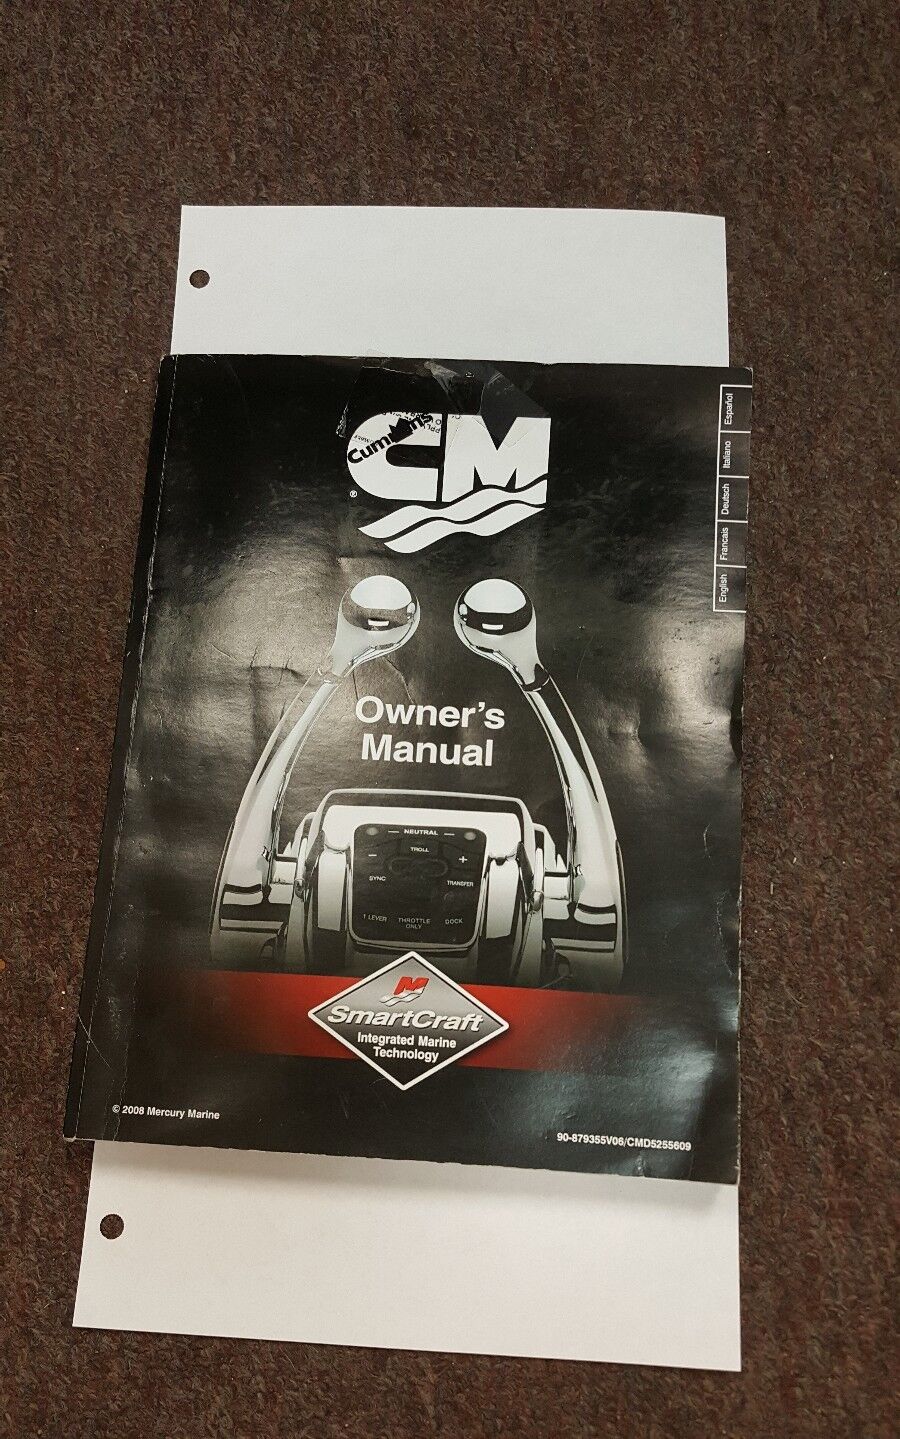 Cummins
CM
®
Español
Italiano
Deutsch
Francais
English
Owner's
Manual
NEUTRAL
TROLL
– +
SYNC TRANSFER
1 LEVER THROTTLE ONLY DOCK
M
SmartCraft
Integrated Marine
Technology
© 2008 Mercury Marine
90-879355V06/CMD5255609